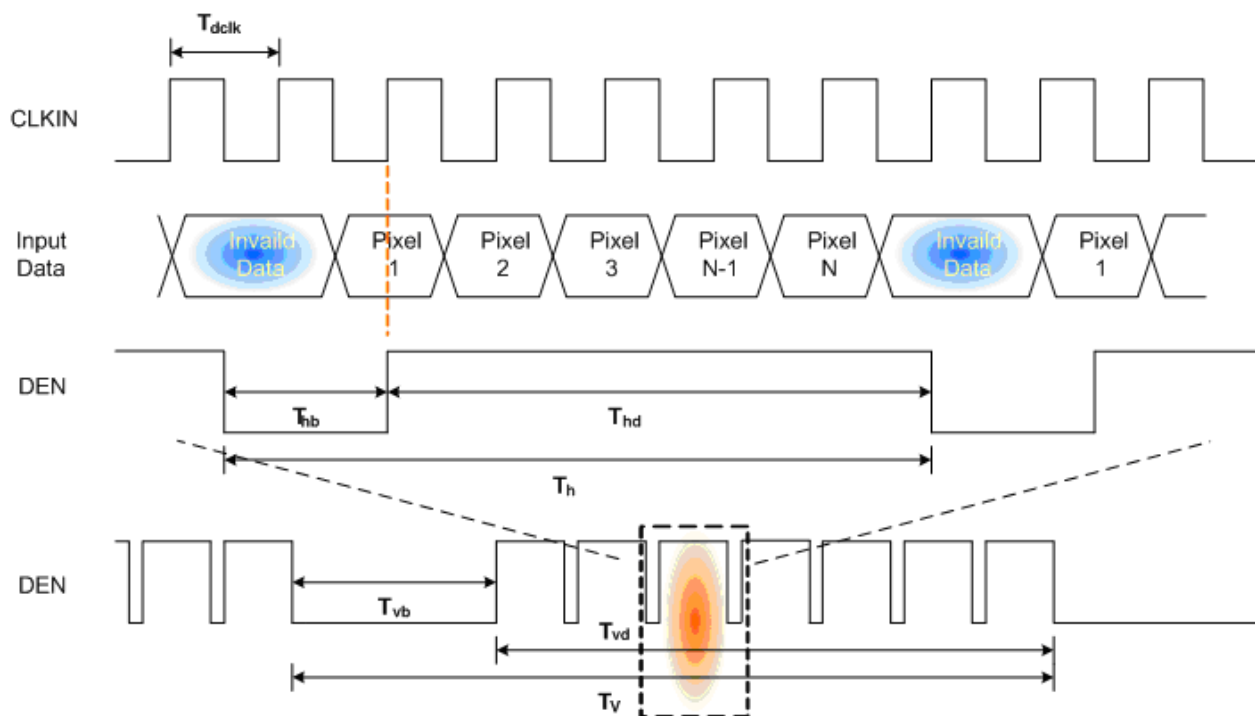 Tdclk
CLKIN
Input
Data
Invaild
Data
Pixel
1
Pixel
2
Pixel
3
Pixel
N-1
Pixel
N
Invaild
Data
Pixel
1
DEN
Thb
Thd
Th
DEN
Tvb
Tvd
TV